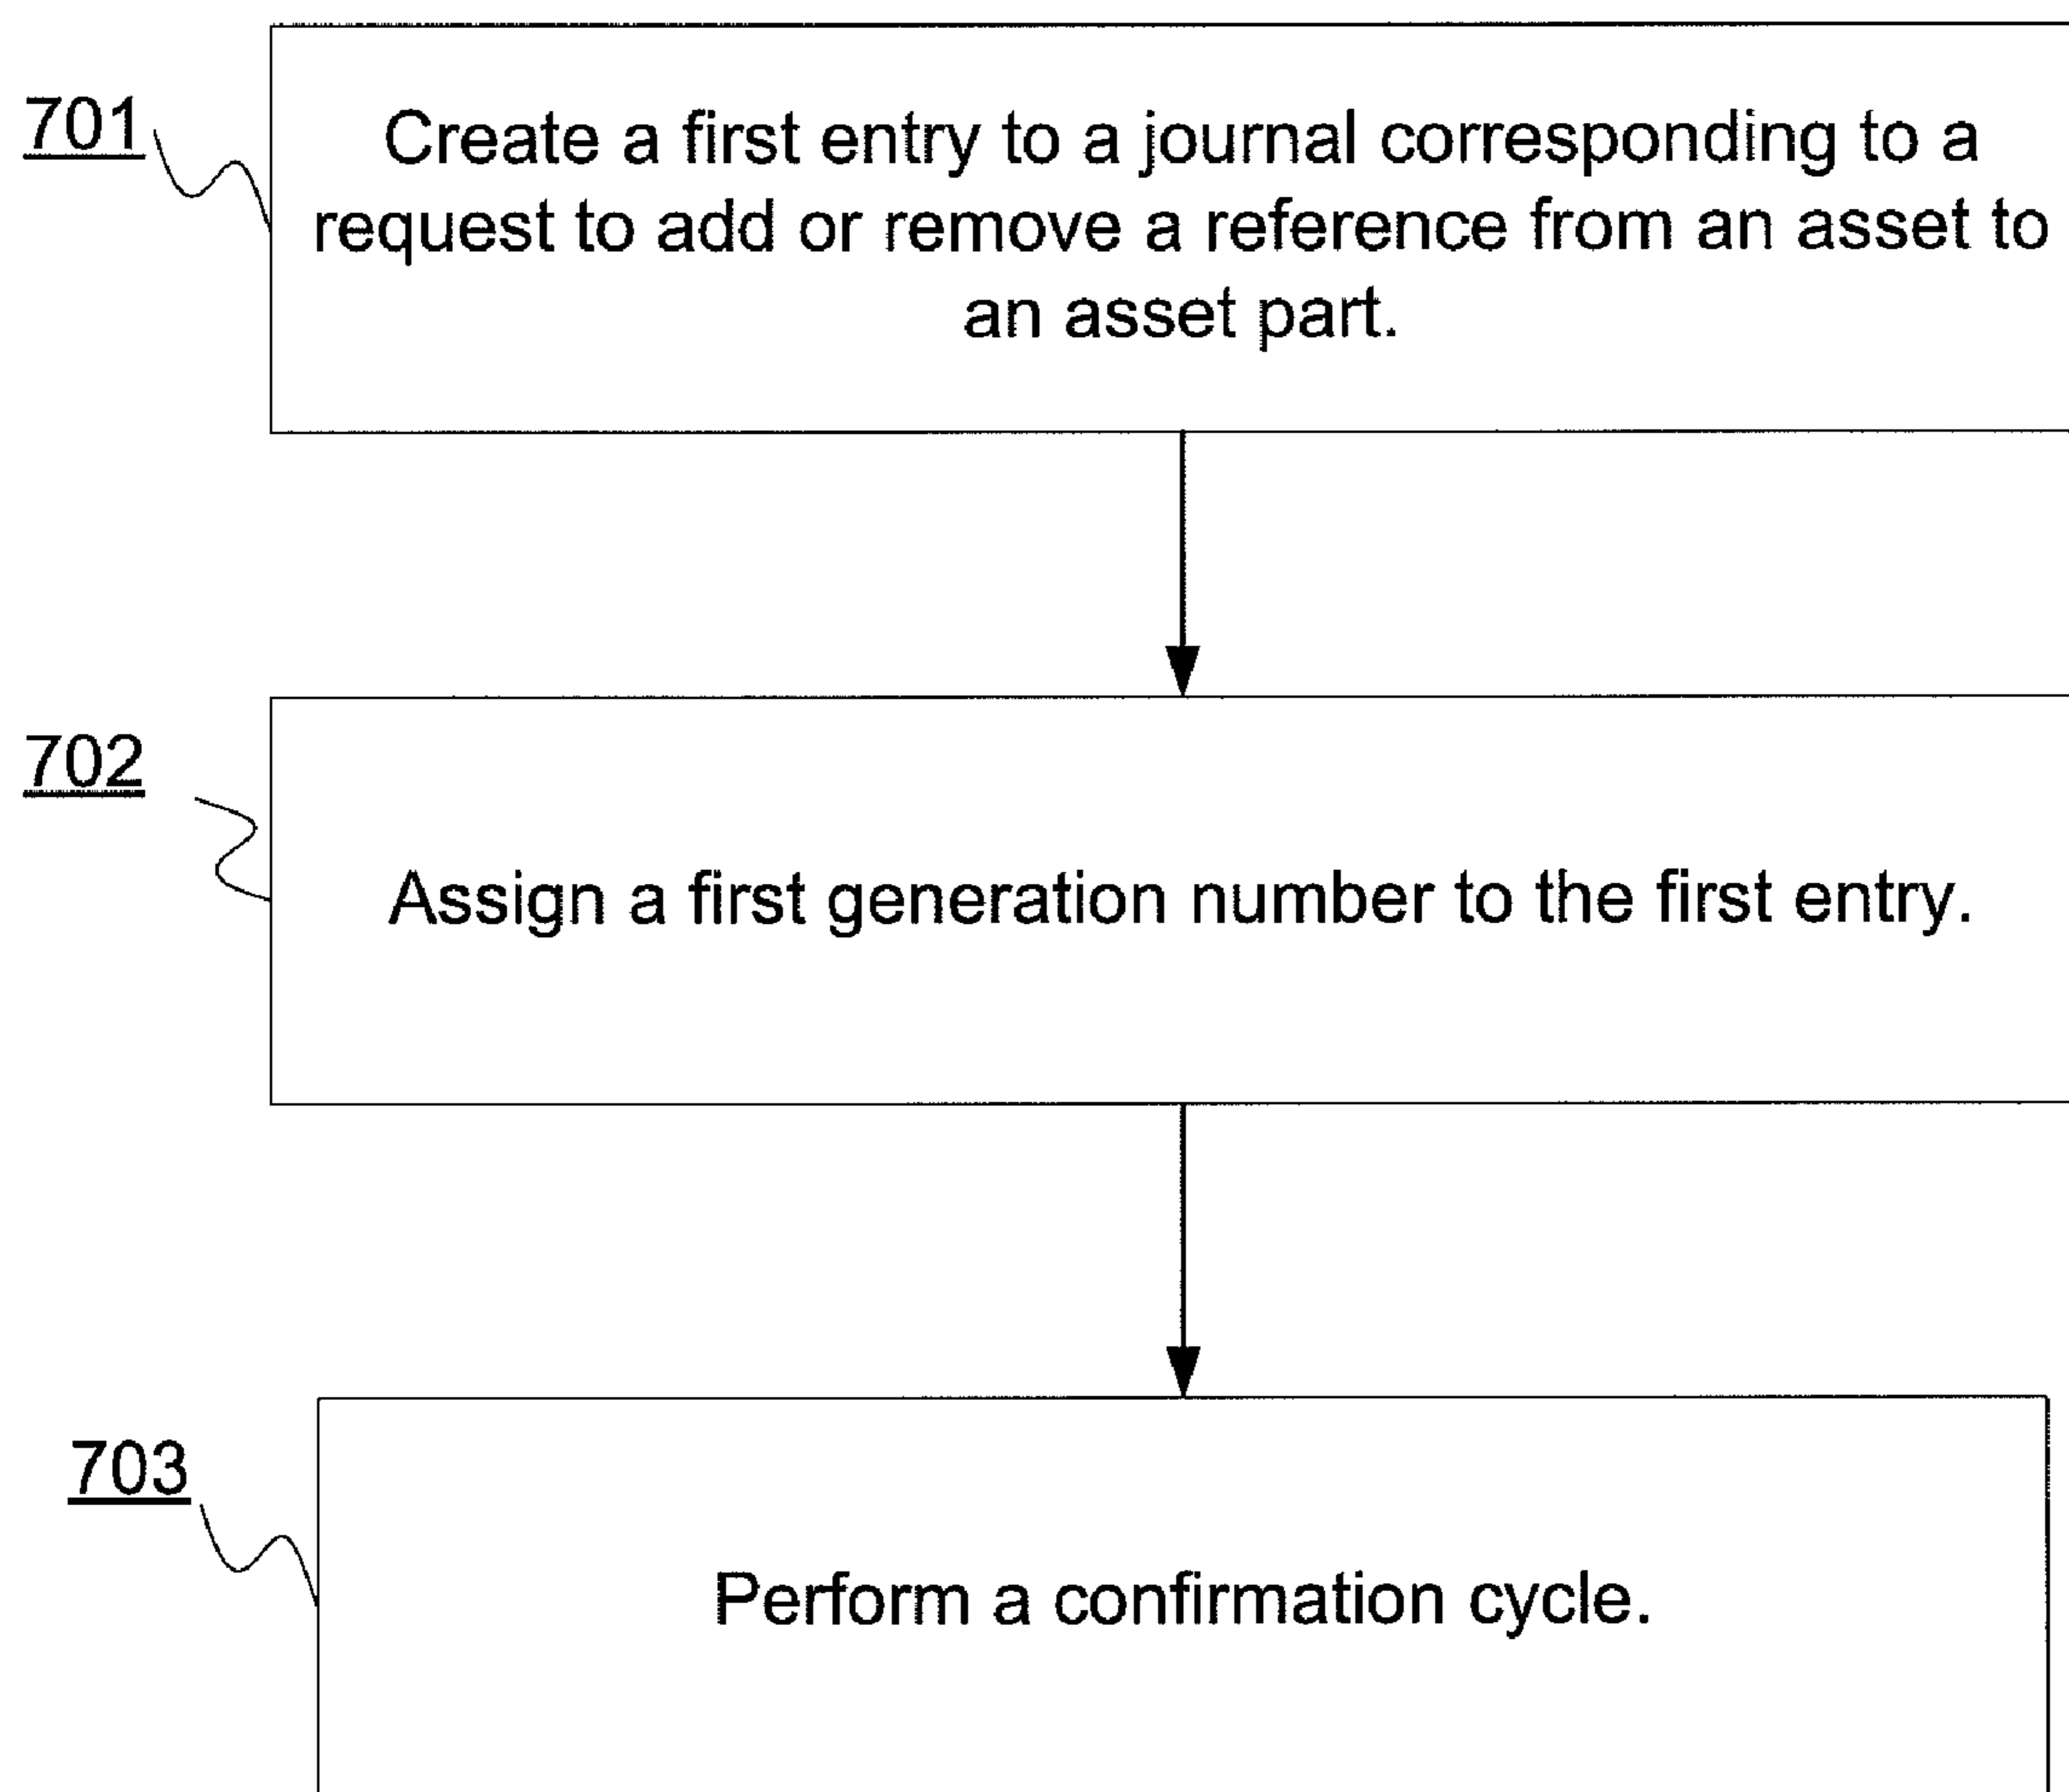 701
Create a first entry to a journal corresponding to a
request to add or remove a reference from an asset to
an asset part.
702
Assign a first generation number to the first entry.
703
Perform a confirmation cycle.